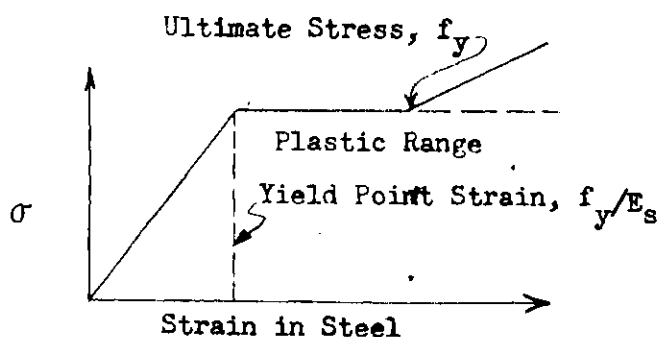 Ultimate Stress, f_y
Plastic Range
σ
Yield Point Strain, f_y/E_s
Strain in Steel